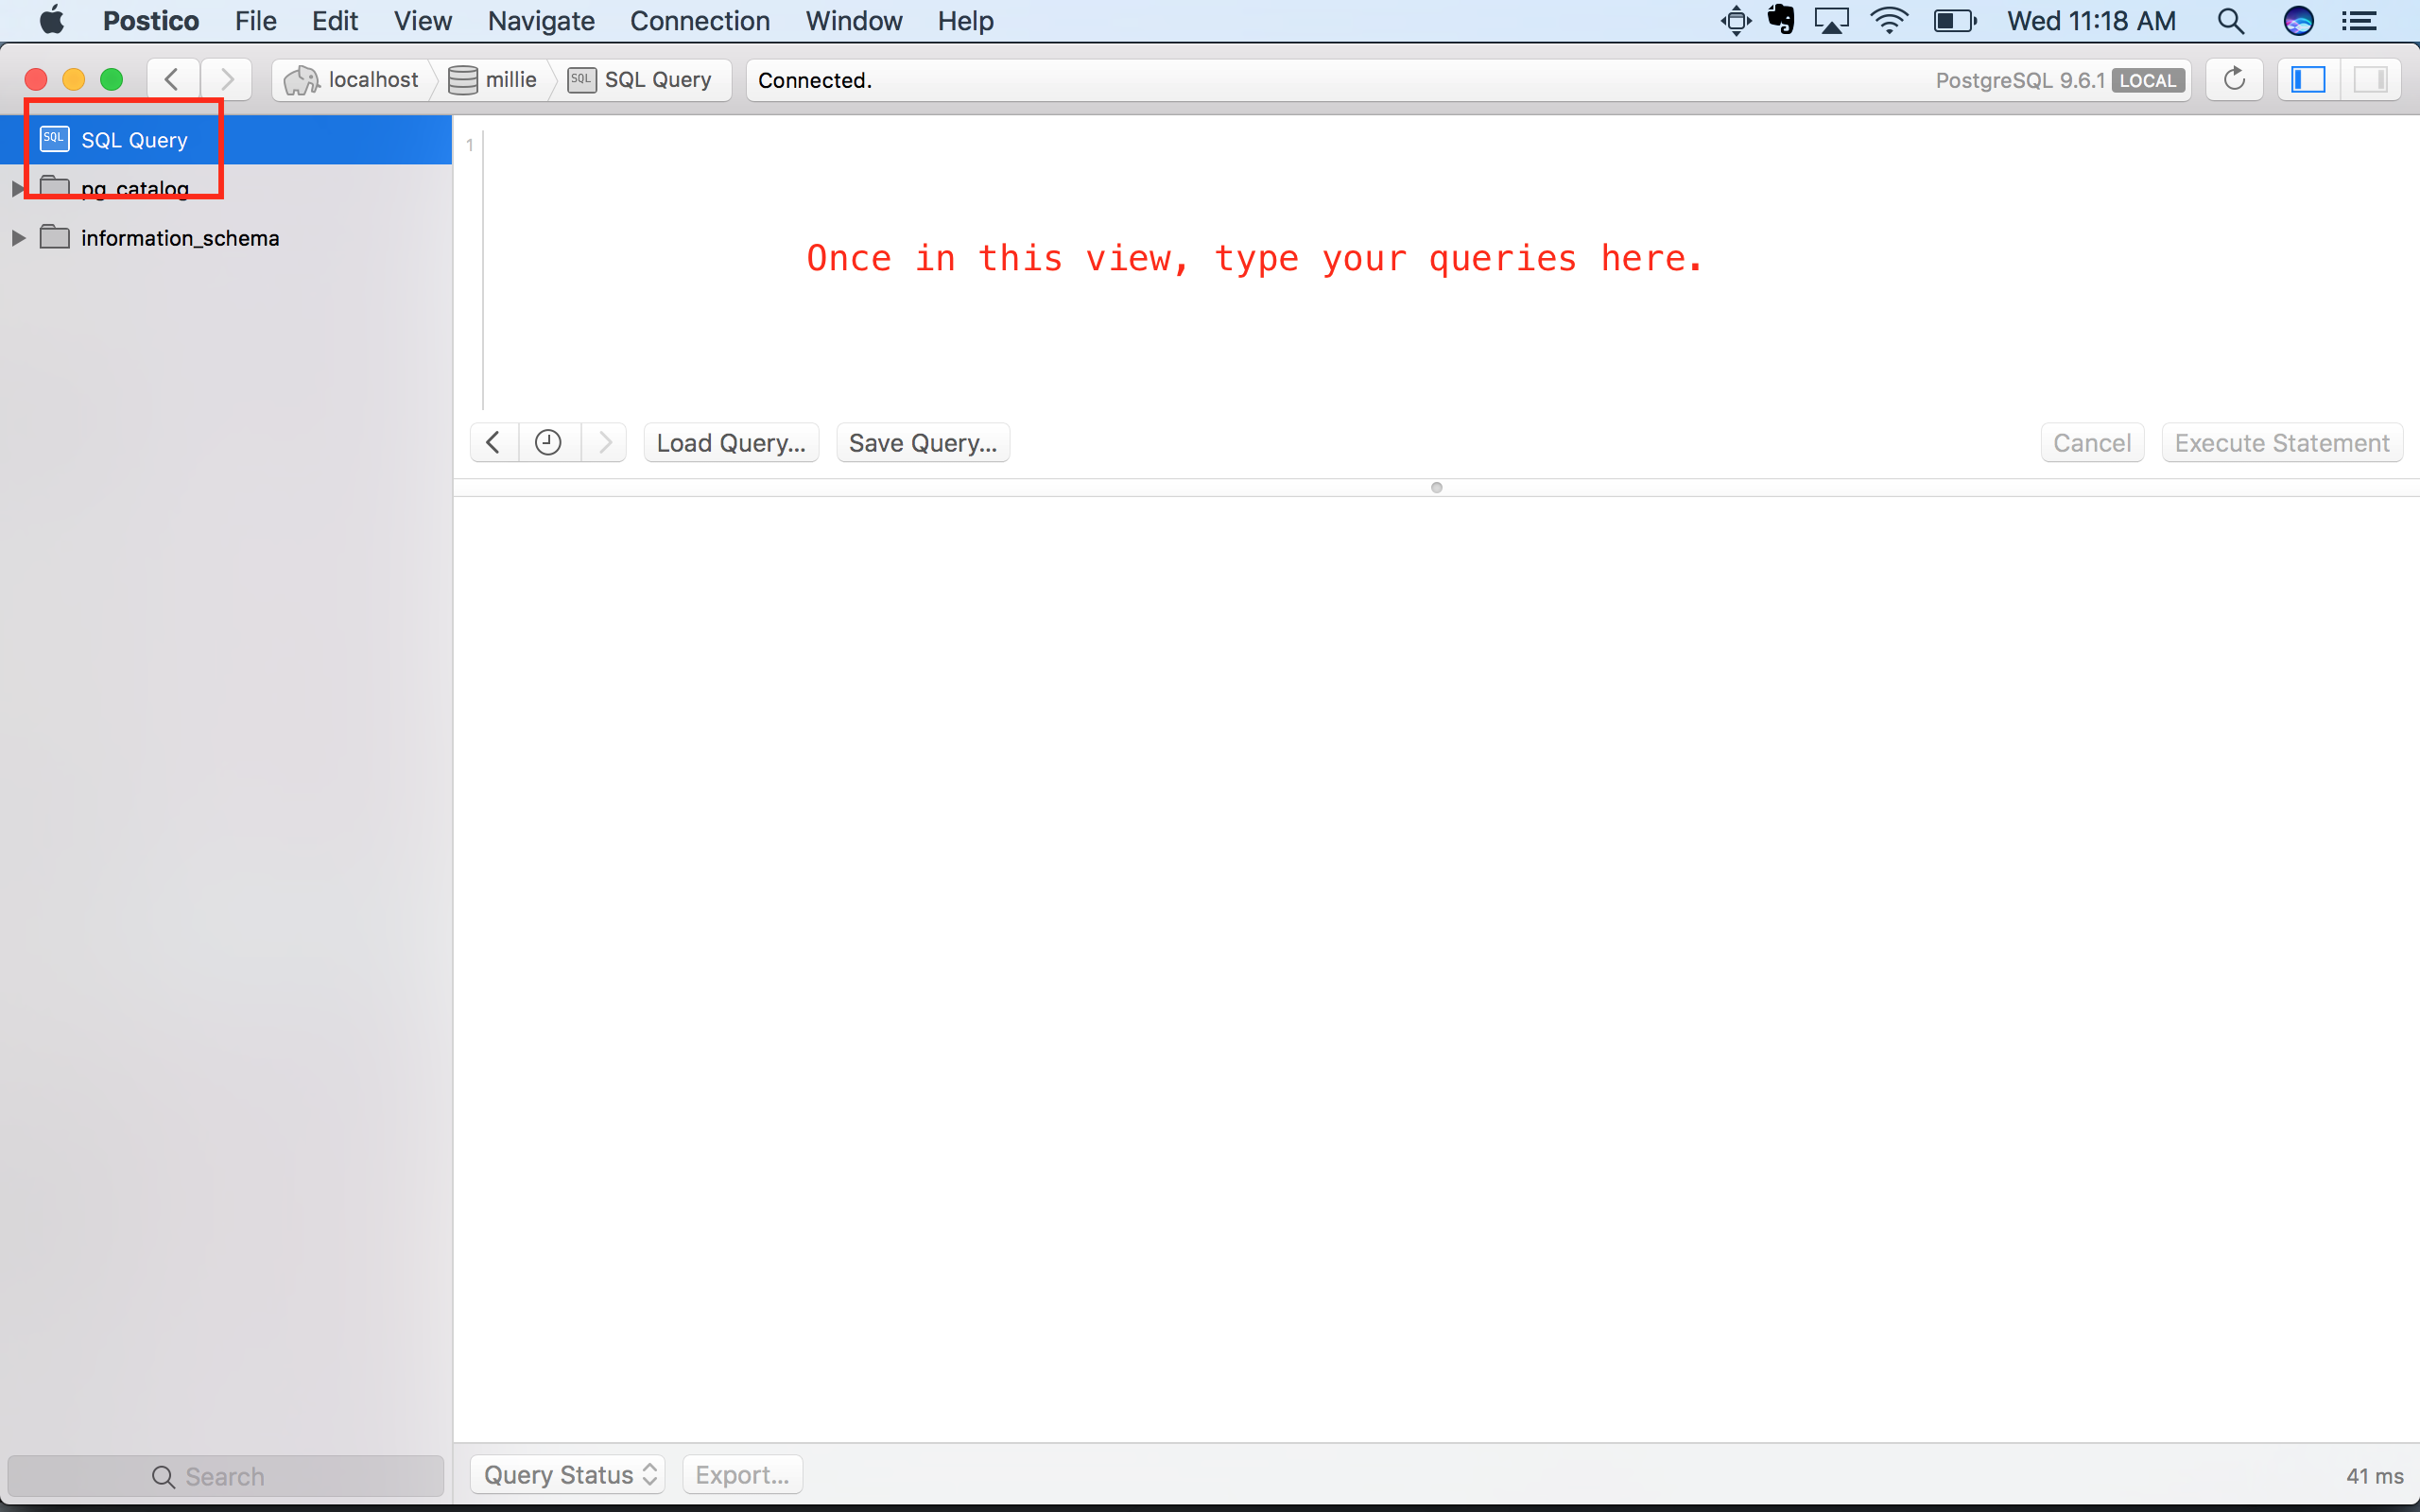 Postico File Edit View Navigate Connection Window Help Wed 11:18 AM
localhost millie SQL SQL Query Connected. PostgreSQL 9.6.1 LOCAL
SQL SQL Query
pg_catalog
information_schema
1
Once in this view, type your queries here.
Load Query... Save Query... Cancel Execute Statement
Search Query Status Export... 41 ms